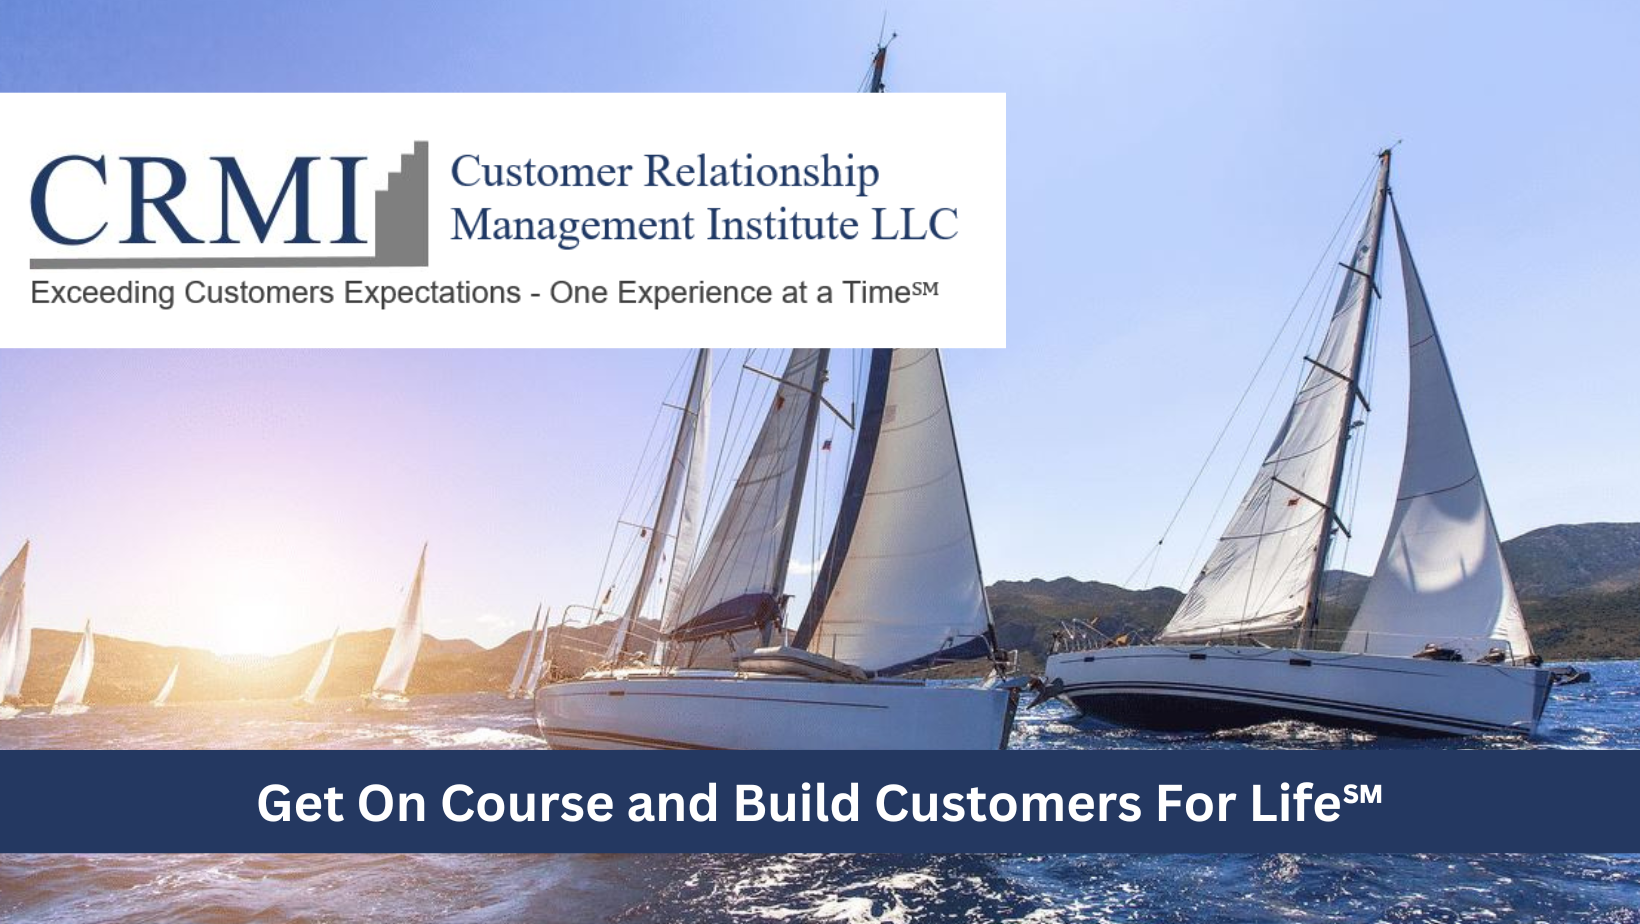 CRMI
Customer Relationship
Management Institute LLC
Exceeding Customers Expectations - One Experience at a Time℠
Get On Course and Build Customers For Life℠